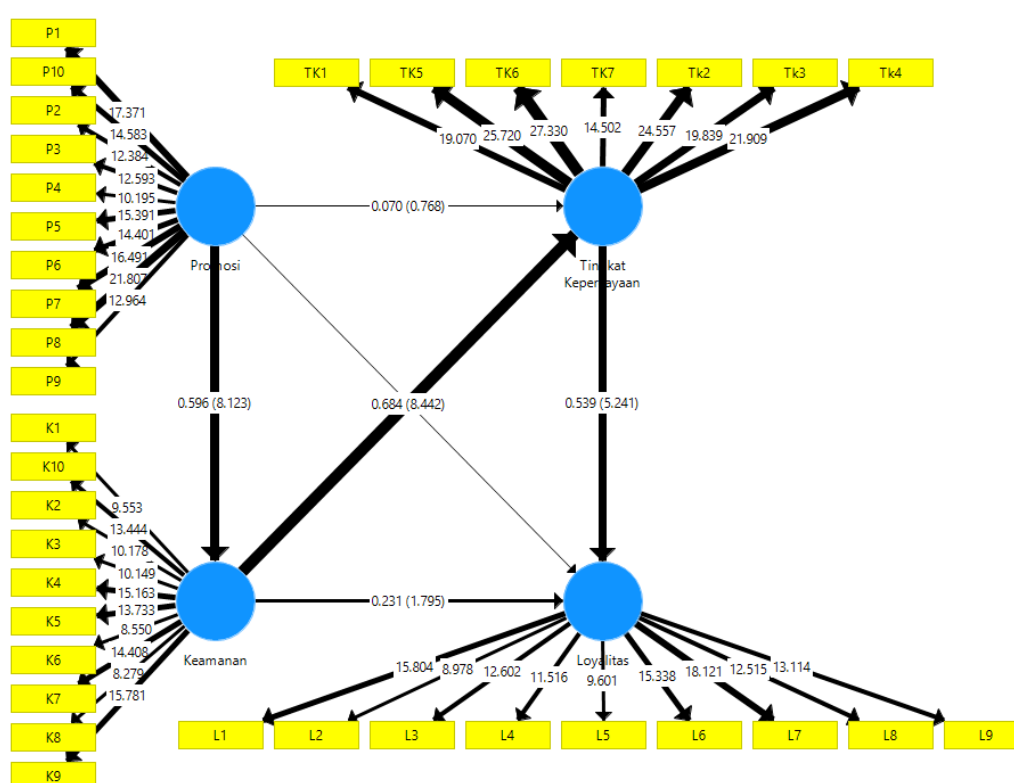 P1
P10
P2
P3
P4
P5
P6
P7
P8
P9
17.371
14.583
12.384
12.593
10.195
15.391
14.401
16.491
21.807
12.964
Promosi
TK1
TK5
TK6
TK7
Tk2
Tk3
Tk4
19.070
25.720
27.330
14.502
24.557
19.839
21.909
0.070 (0.768)
Tingkat
Kepercayaan
0.596 (8.123)
0.684 (8.442)
0.539 (5.241)
K1
K10
K2
K3
K4
K5
K6
K7
K8
K9
9.553
13.444
10.178
10.149
15.163
13.733
8.550
14.408
8.279
15.781
Keamanan
0.231 (1.795)
Loyalitas
15.804
8.978
12.602
11.516
9.601
15.338
18.121
12.515
13.114
L1
L2
L3
L4
L5
L6
L7
L8
L9